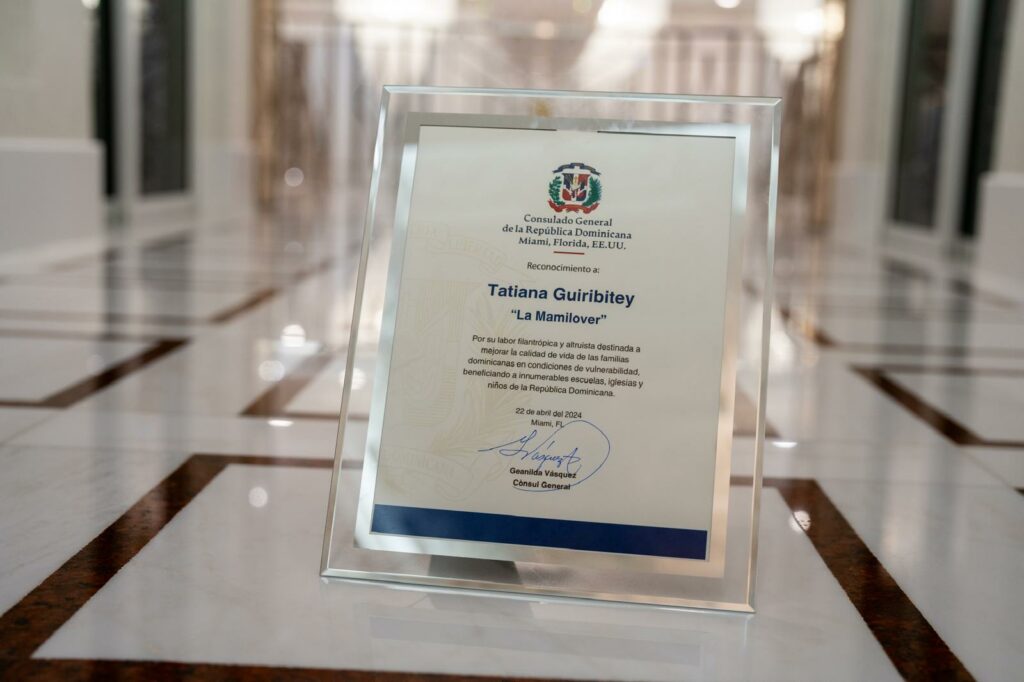 Consulado General
de la República Dominicana
Miami, Florida, EE.UU.
Reconocimiento a:
Tatiana Guiribitey
“La Mamilover”
Por su labor filantrópica y altruista destinada a
mejorar la calidad de vida de las familias
dominicanas en condiciones de vulnerabilidad,
beneficiando a innumerables escuelas, iglesias y
niños de la República Dominicana.
22 de abril del 2024
Miami, FL
Geanilda Vásquez
Cònsul General